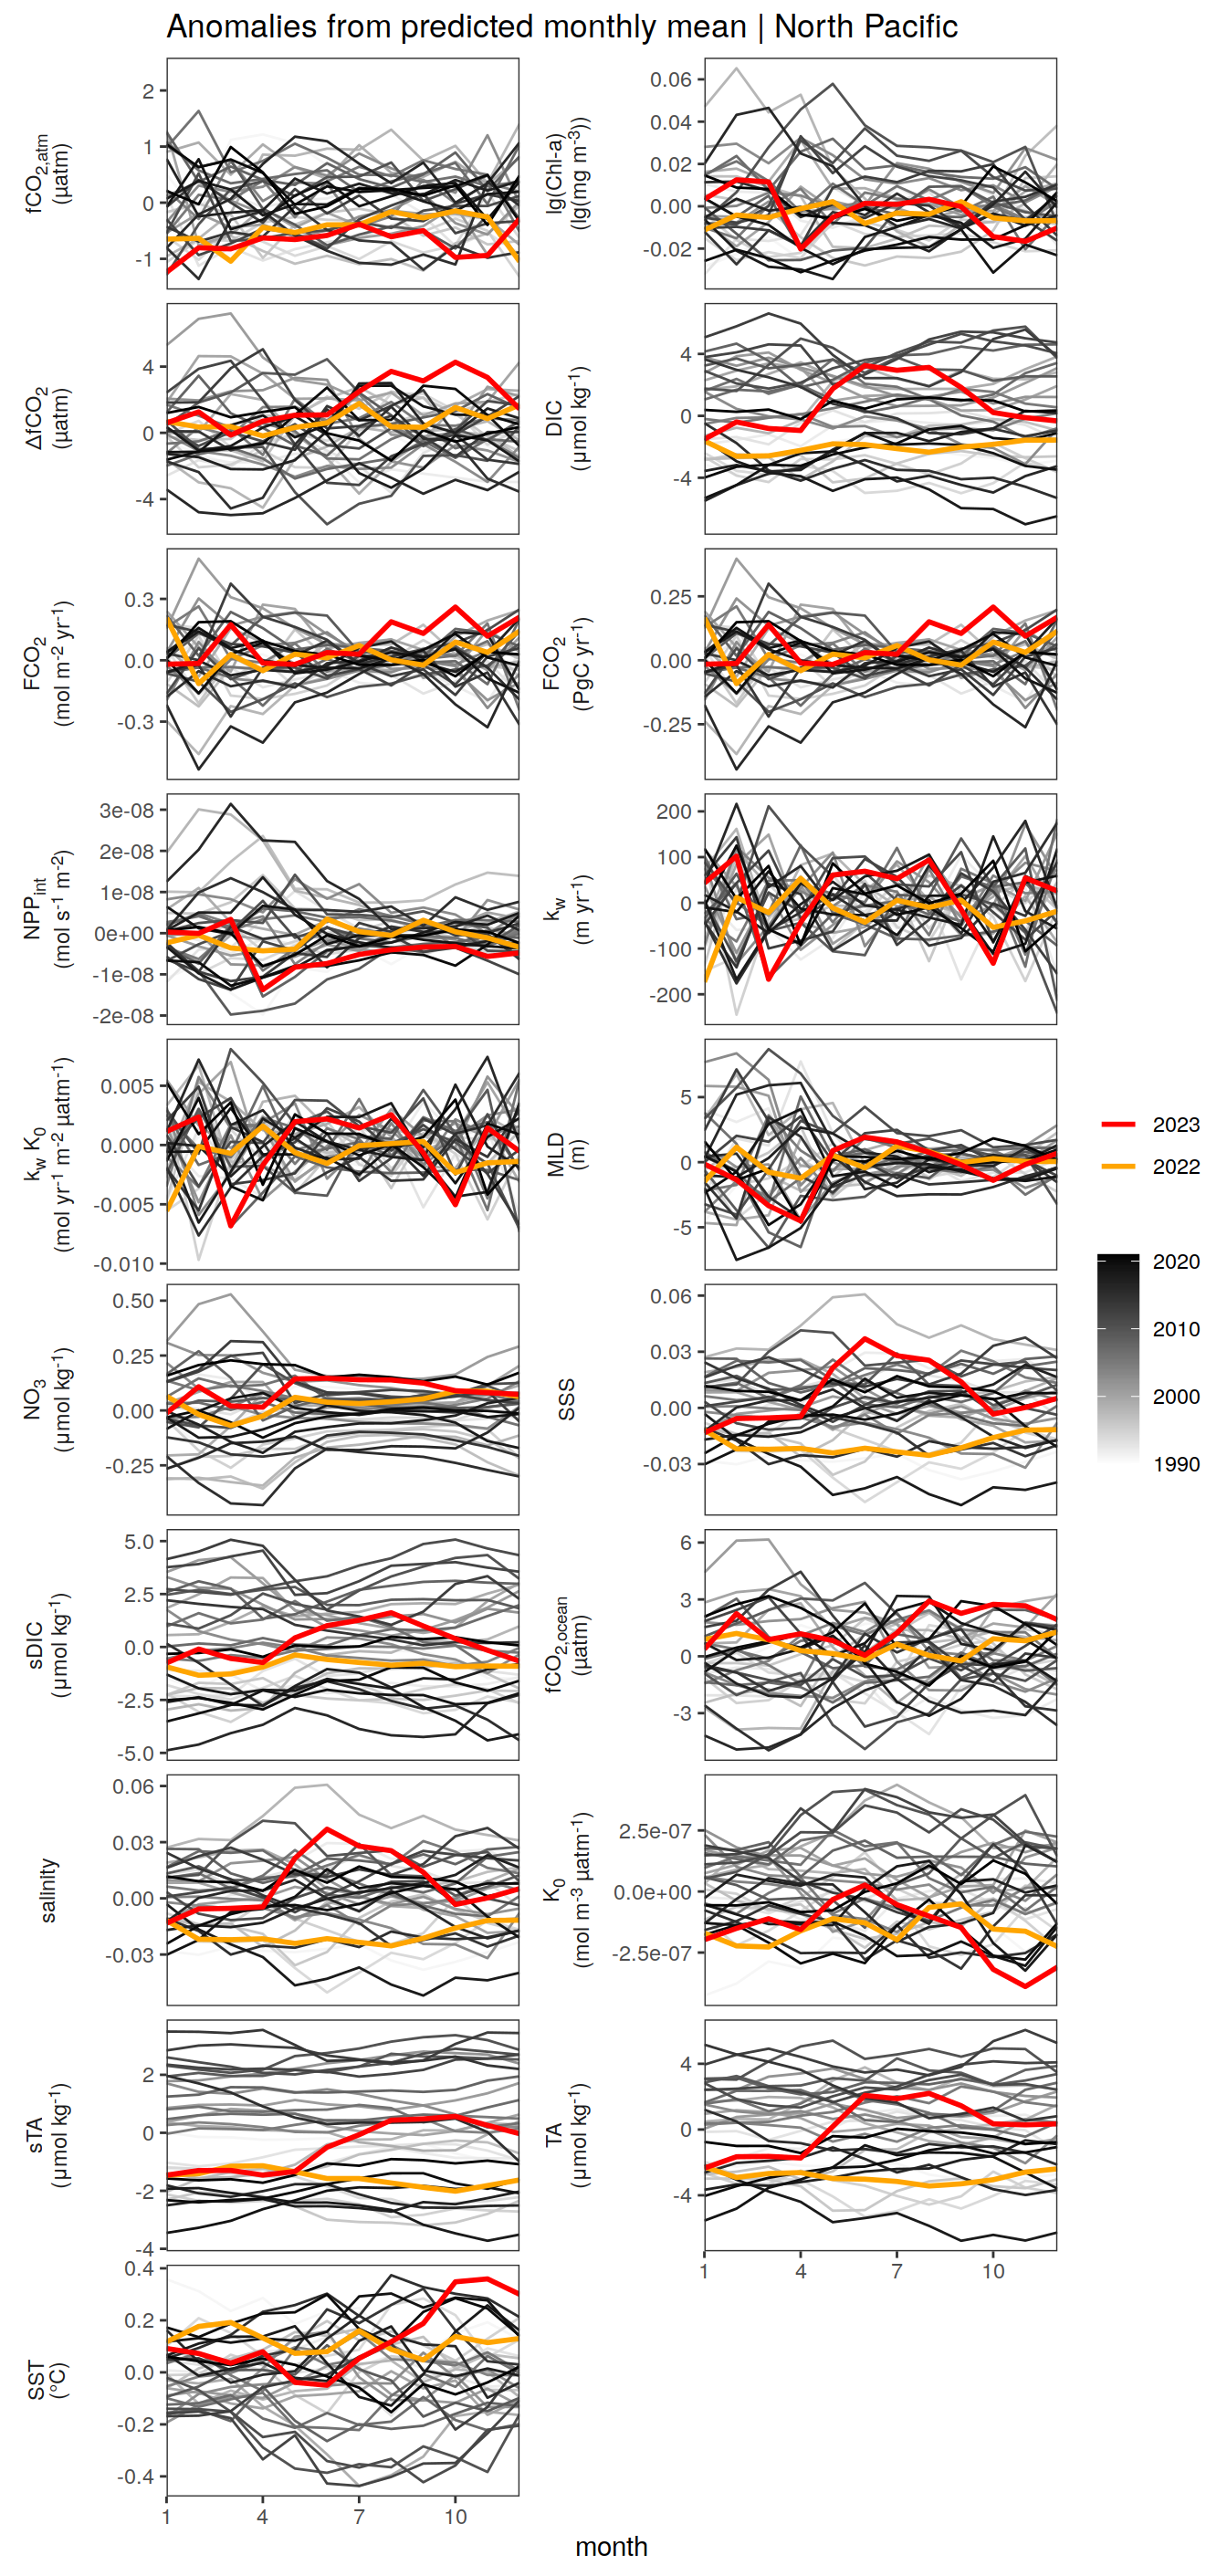 Anomalies from predicted monthly mean | North Pacific
fCO2,atm
(µatm)
2
1
0
-1
lg(Chl-a)
(lg(mg m-3))
0.06
0.04
0.02
0.00
-0.02
ΔfCO2
(µatm)
4
0
-4
DIC
(µmol kg-1)
4
0
-4
FCO2
(mol m-2 yr-1)
0.3
0.0
-0.3
FCO2
(PgC yr-1)
0.25
0.00
-0.25
NPPint
(mol s-1 m-2)
3e-08
2e-08
1e-08
0e+00
-1e-08
-2e-08
kw
(m yr-1)
200
100
0
-100
-200
kw K0
(mol yr-1 m-2 µatm-1)
0.005
0.000
-0.005
-0.010
MLD
(m)
5
0
-5
2023
2022
2020
2010
2000
1990
NO3
(µmol kg-1)
0.50
0.25
0.00
-0.25
SSS
0.06
0.03
0.00
-0.03
sDIC
(µmol kg-1)
5.0
2.5
0.0
-2.5
-5.0
fCO2,ocean
(µatm)
6
3
0
-3
salinity
0.06
0.03
0.00
-0.03
K0
(mol m-3 µatm-1)
2.5e-07
0.0e+00
-2.5e-07
sTA
(µmol kg-1)
2
0
-2
-4
TA
(µmol kg-1)
4
0
-4
1 4 7 10
SST
(°C)
0.4
0.2
0.0
-0.2
-0.4
1 4 7 10
month